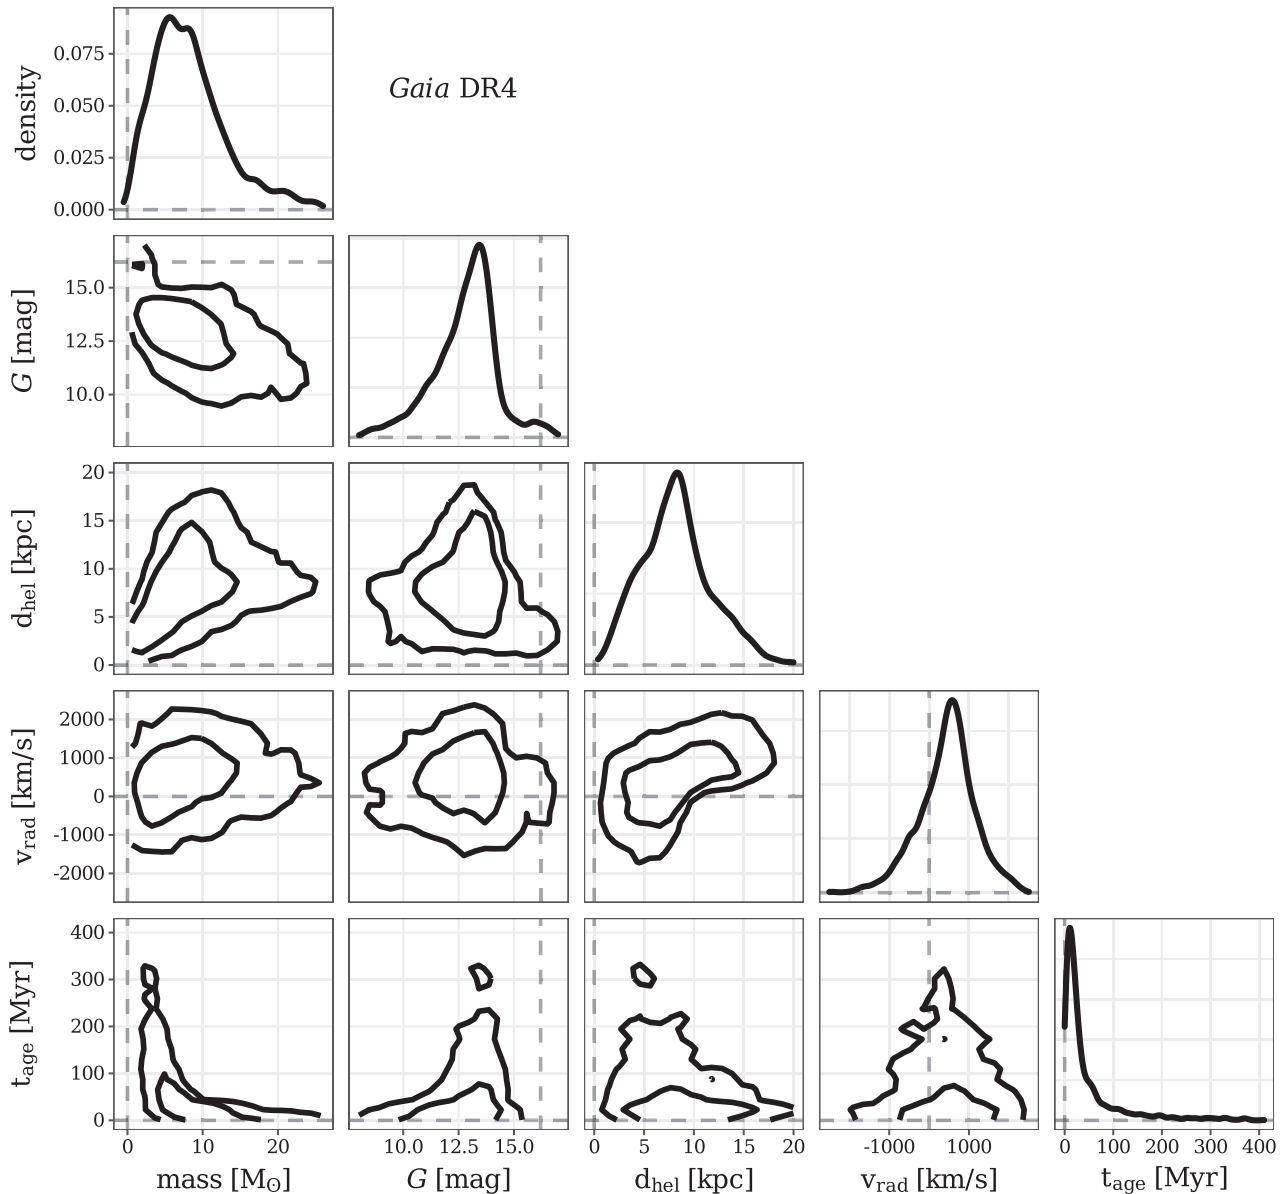 density
0.075
0.050
0.025
0.000
Gaia DR4
G [mag]
15.0
12.5
10.0
d_hel [kpc]
20
15
10
5
0
v_rad [km/s]
2000
1000
0
-1000
-2000
t_age [Myr]
400
300
200
100
0
0 10 20
10.0 12.5 15.0
0 5 10 15 20
-1000 1000
0 100 200 300 400
mass [M⊙]
G [mag]
d_hel [kpc]
v_rad [km/s]
t_age [Myr]